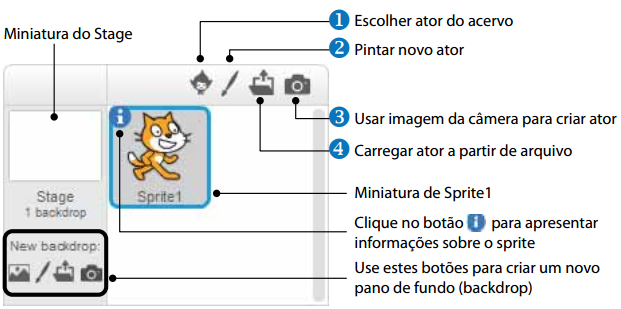 1 Escolher ator do acervo
Miniatura do Stage
2 Pintar novo ator
3 Usar imagem da câmera para criar ator
4 Carregar ator a partir de arquivo
i
Sprite1
Miniatura de Sprite1
Stage
1 backdrop
Clique no botão i para apresentar
informações sobre o sprite
New backdrop:
Use estes botões para criar um novo
pano de fundo (backdrop)